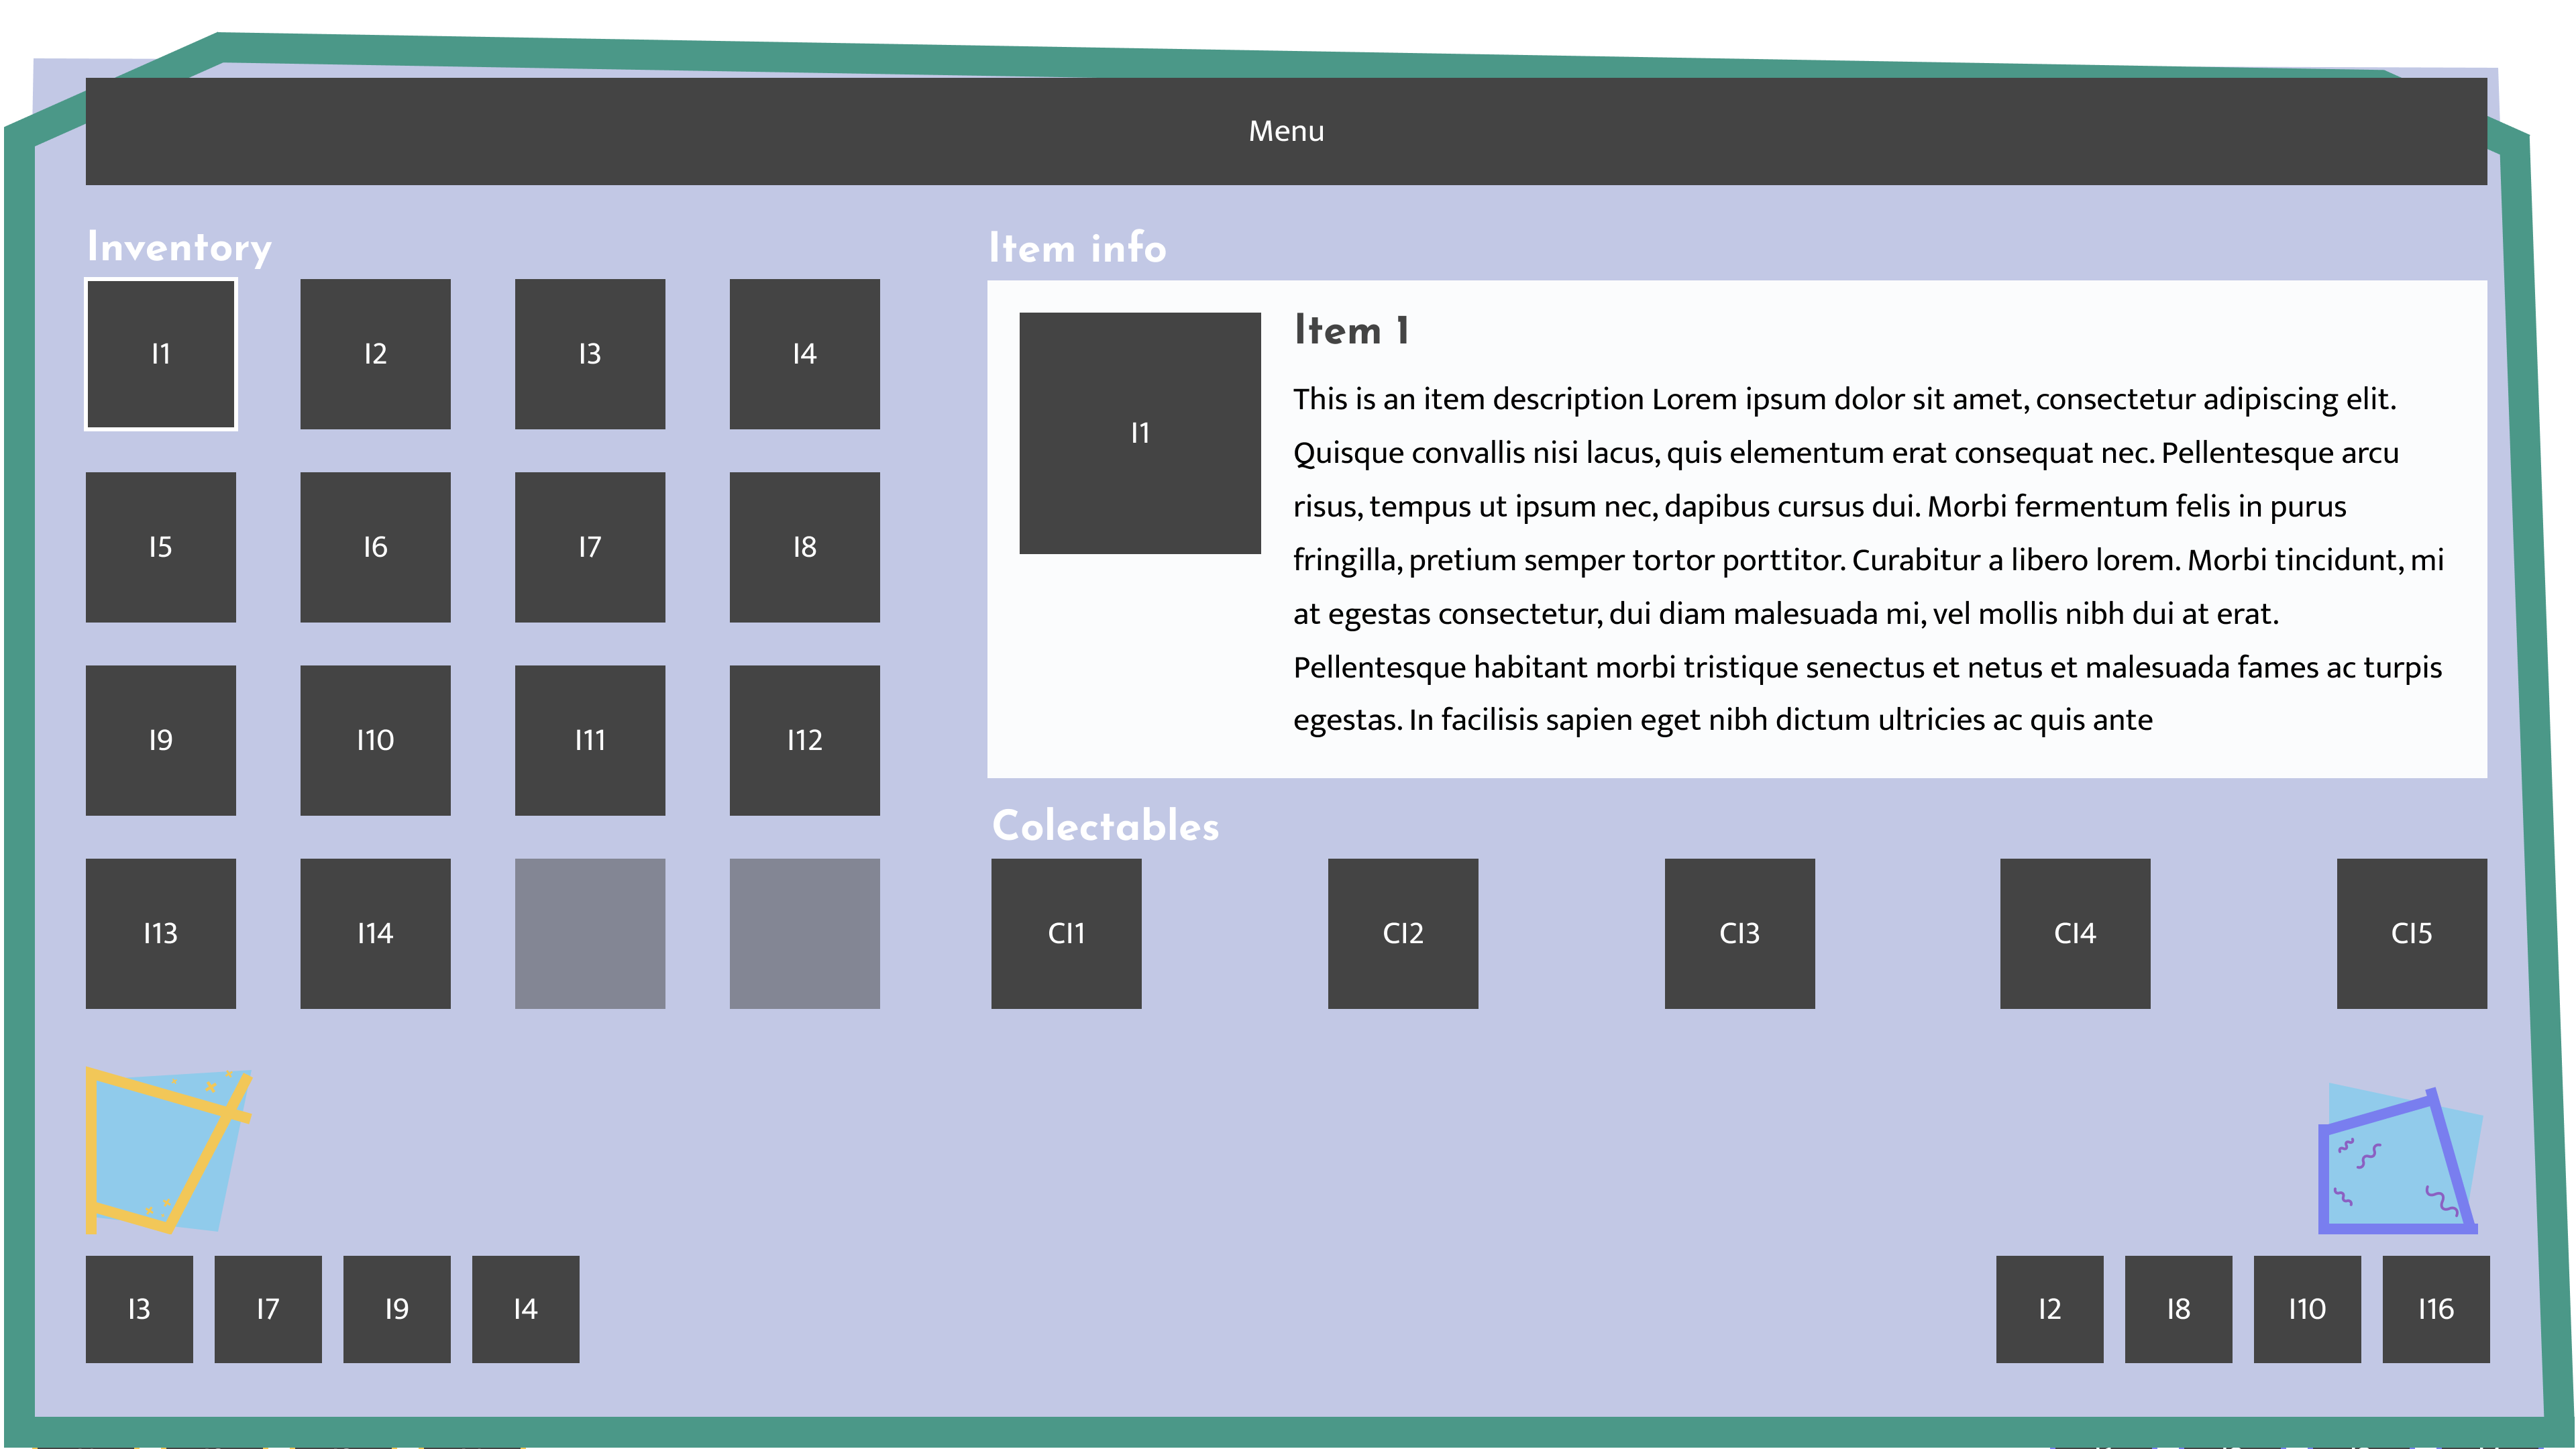 Menu
Inventory
I1 I2 I3 I4
I5 I6 I7 I8
I9 I10 I11 I12
I13 I14
Item info
I1
Item 1
This is an item description Lorem ipsum dolor sit amet, consectetur adipiscing elit.
Quisque convallis nisi lacus, quis elementum erat consequat nec. Pellentesque arcu
risus, tempus ut ipsum nec, dapibus cursus dui. Morbi fermentum felis in purus
fringilla, pretium semper tortor porttitor. Curabitur a libero lorem. Morbi tincidunt, mi
at egestas consectetur, dui diam malesuada mi, vel mollis nibh dui at erat.
Pellentesque habitant morbi tristique senectus et netus et malesuada fames ac turpis
egestas. In facilisis sapien eget nibh dictum ultricies ac quis ante
Colectables
CI1 CI2 CI3 CI4 CI5
I3 I7 I9 I4
I2 I8 I10 I16